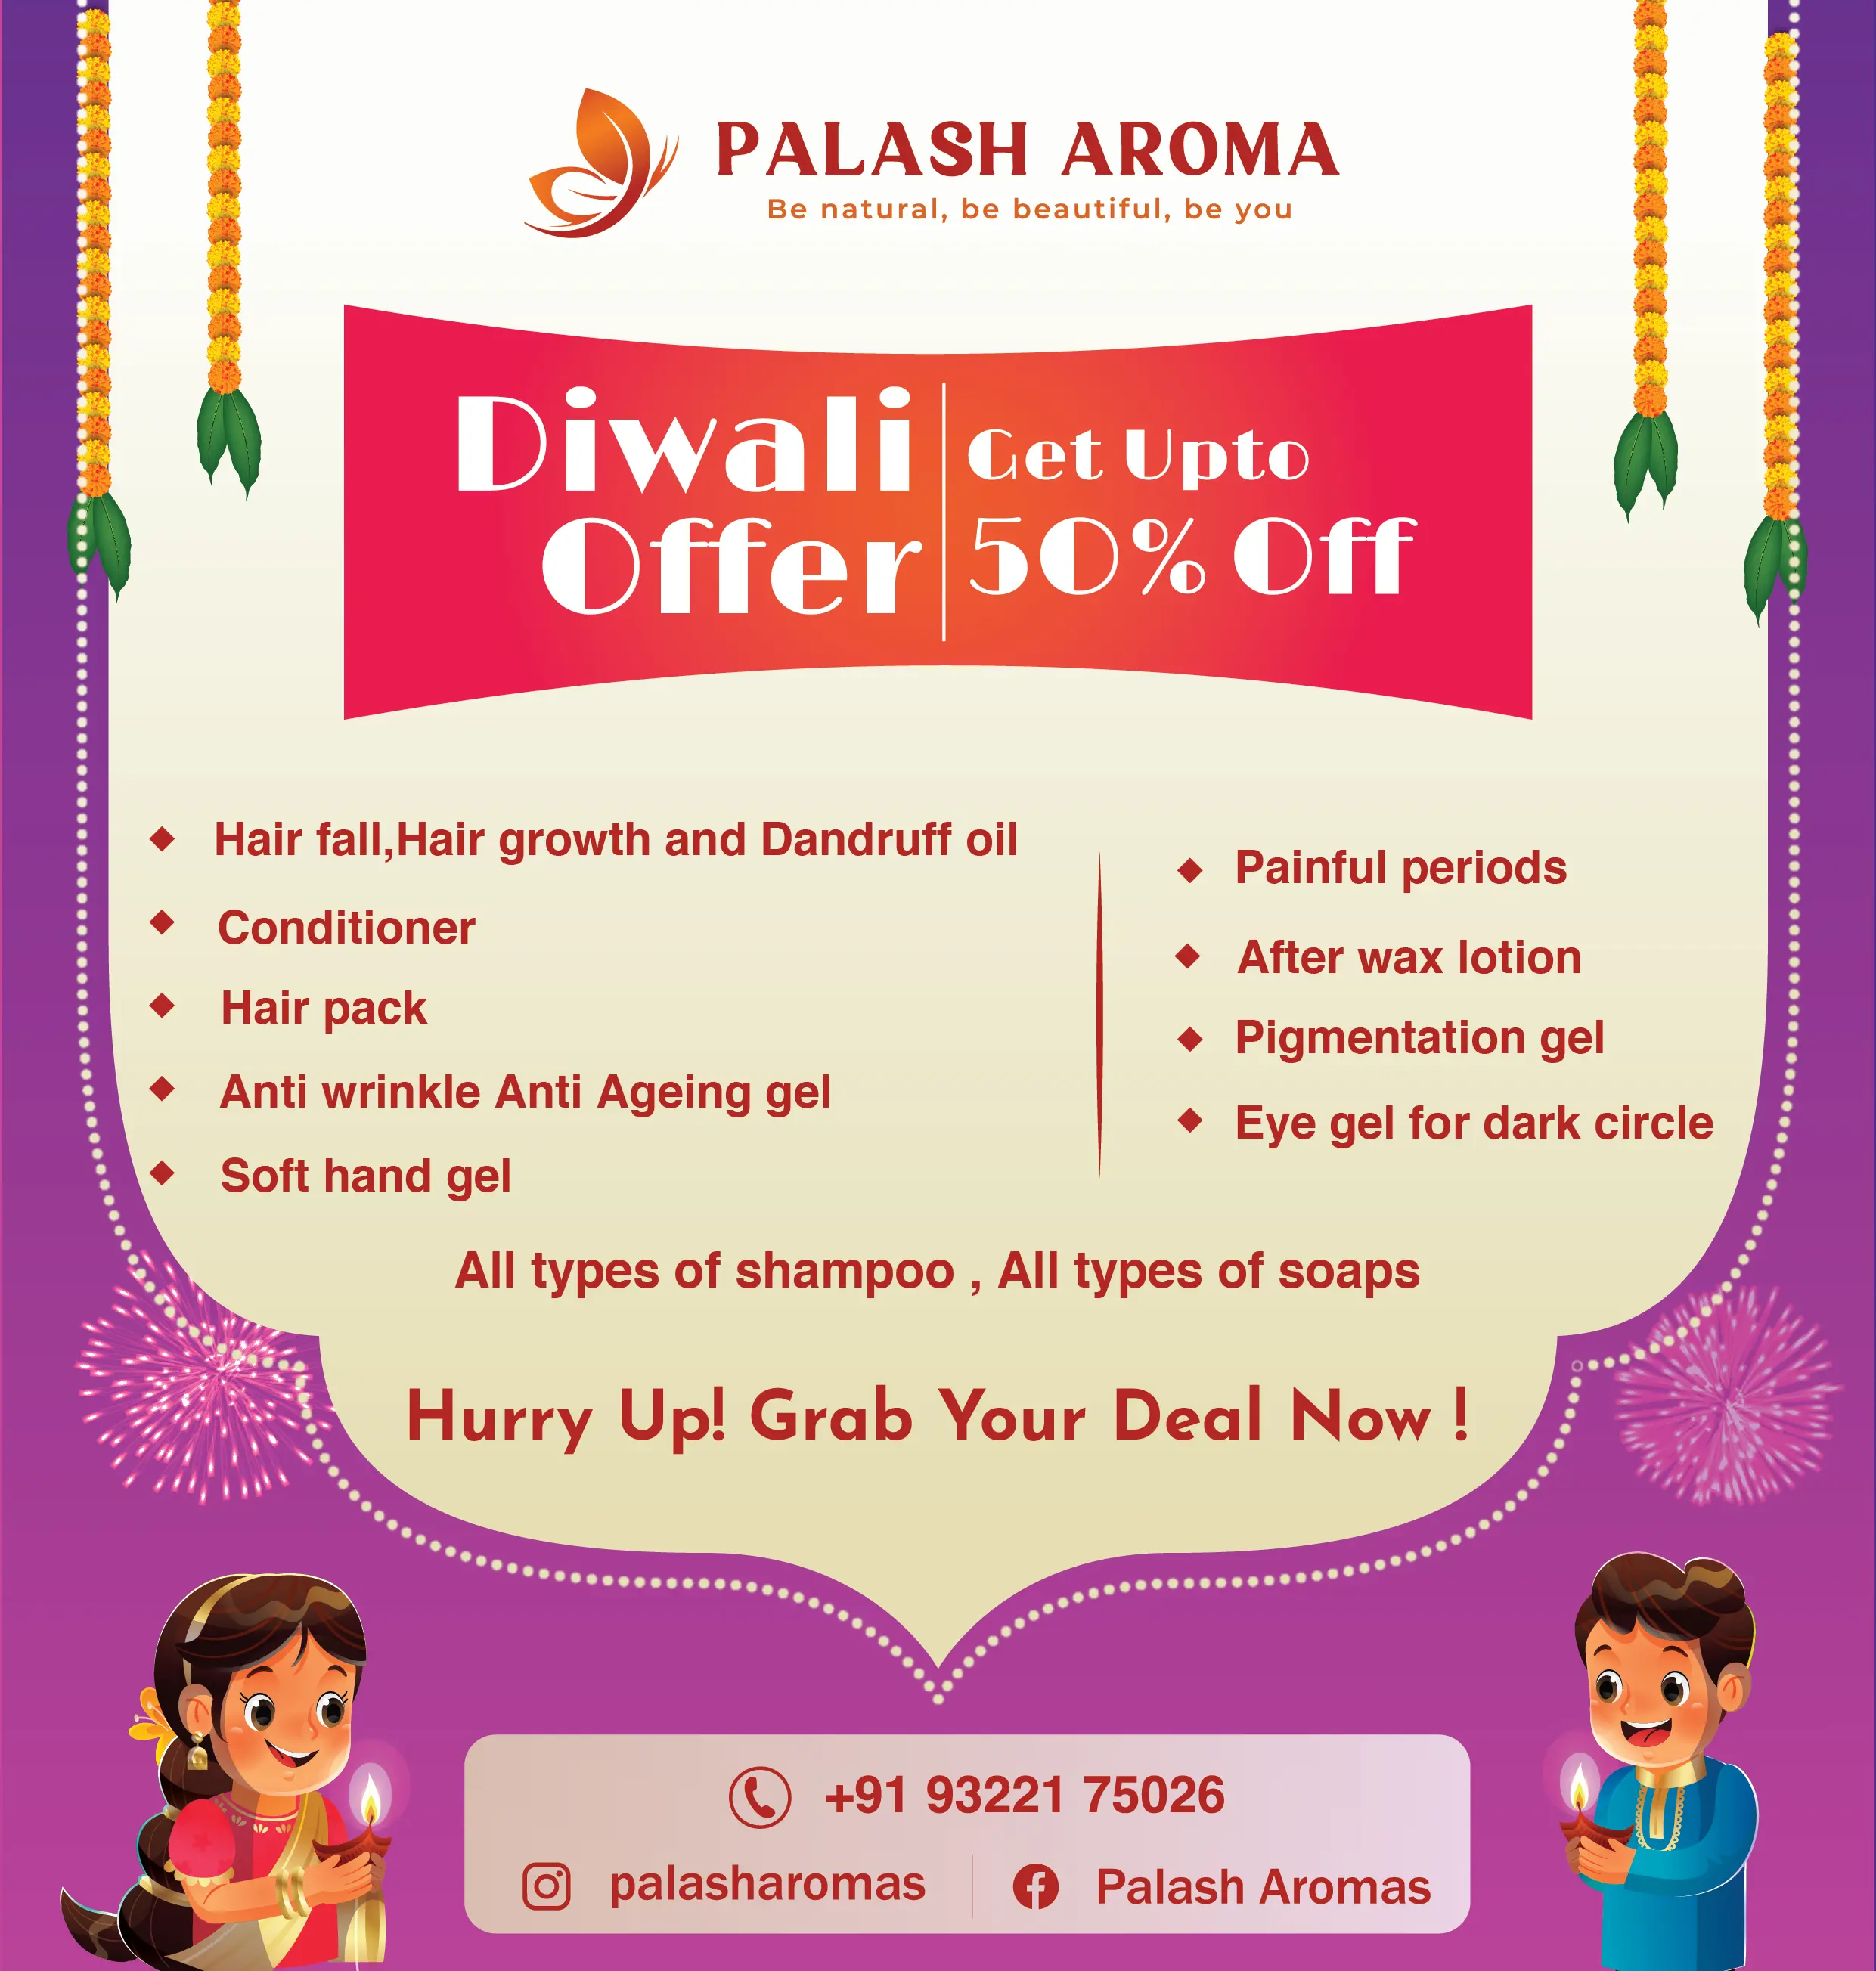 PALASH AROMA
Be natural, be beautiful, be you
Diwali
Offer
Get Upto
50% Off
Hair fall,Hair growth and Dandruff oil
Conditioner
Hair pack
Anti wrinkle Anti Ageing gel
Soft hand gel
Painful periods
After wax lotion
Pigmentation gel
Eye gel for dark circle
All types of shampoo , All types of soaps
Hurry Up! Grab Your Deal Now !
+91 93221 75026
palasharomas
Palash Aromas